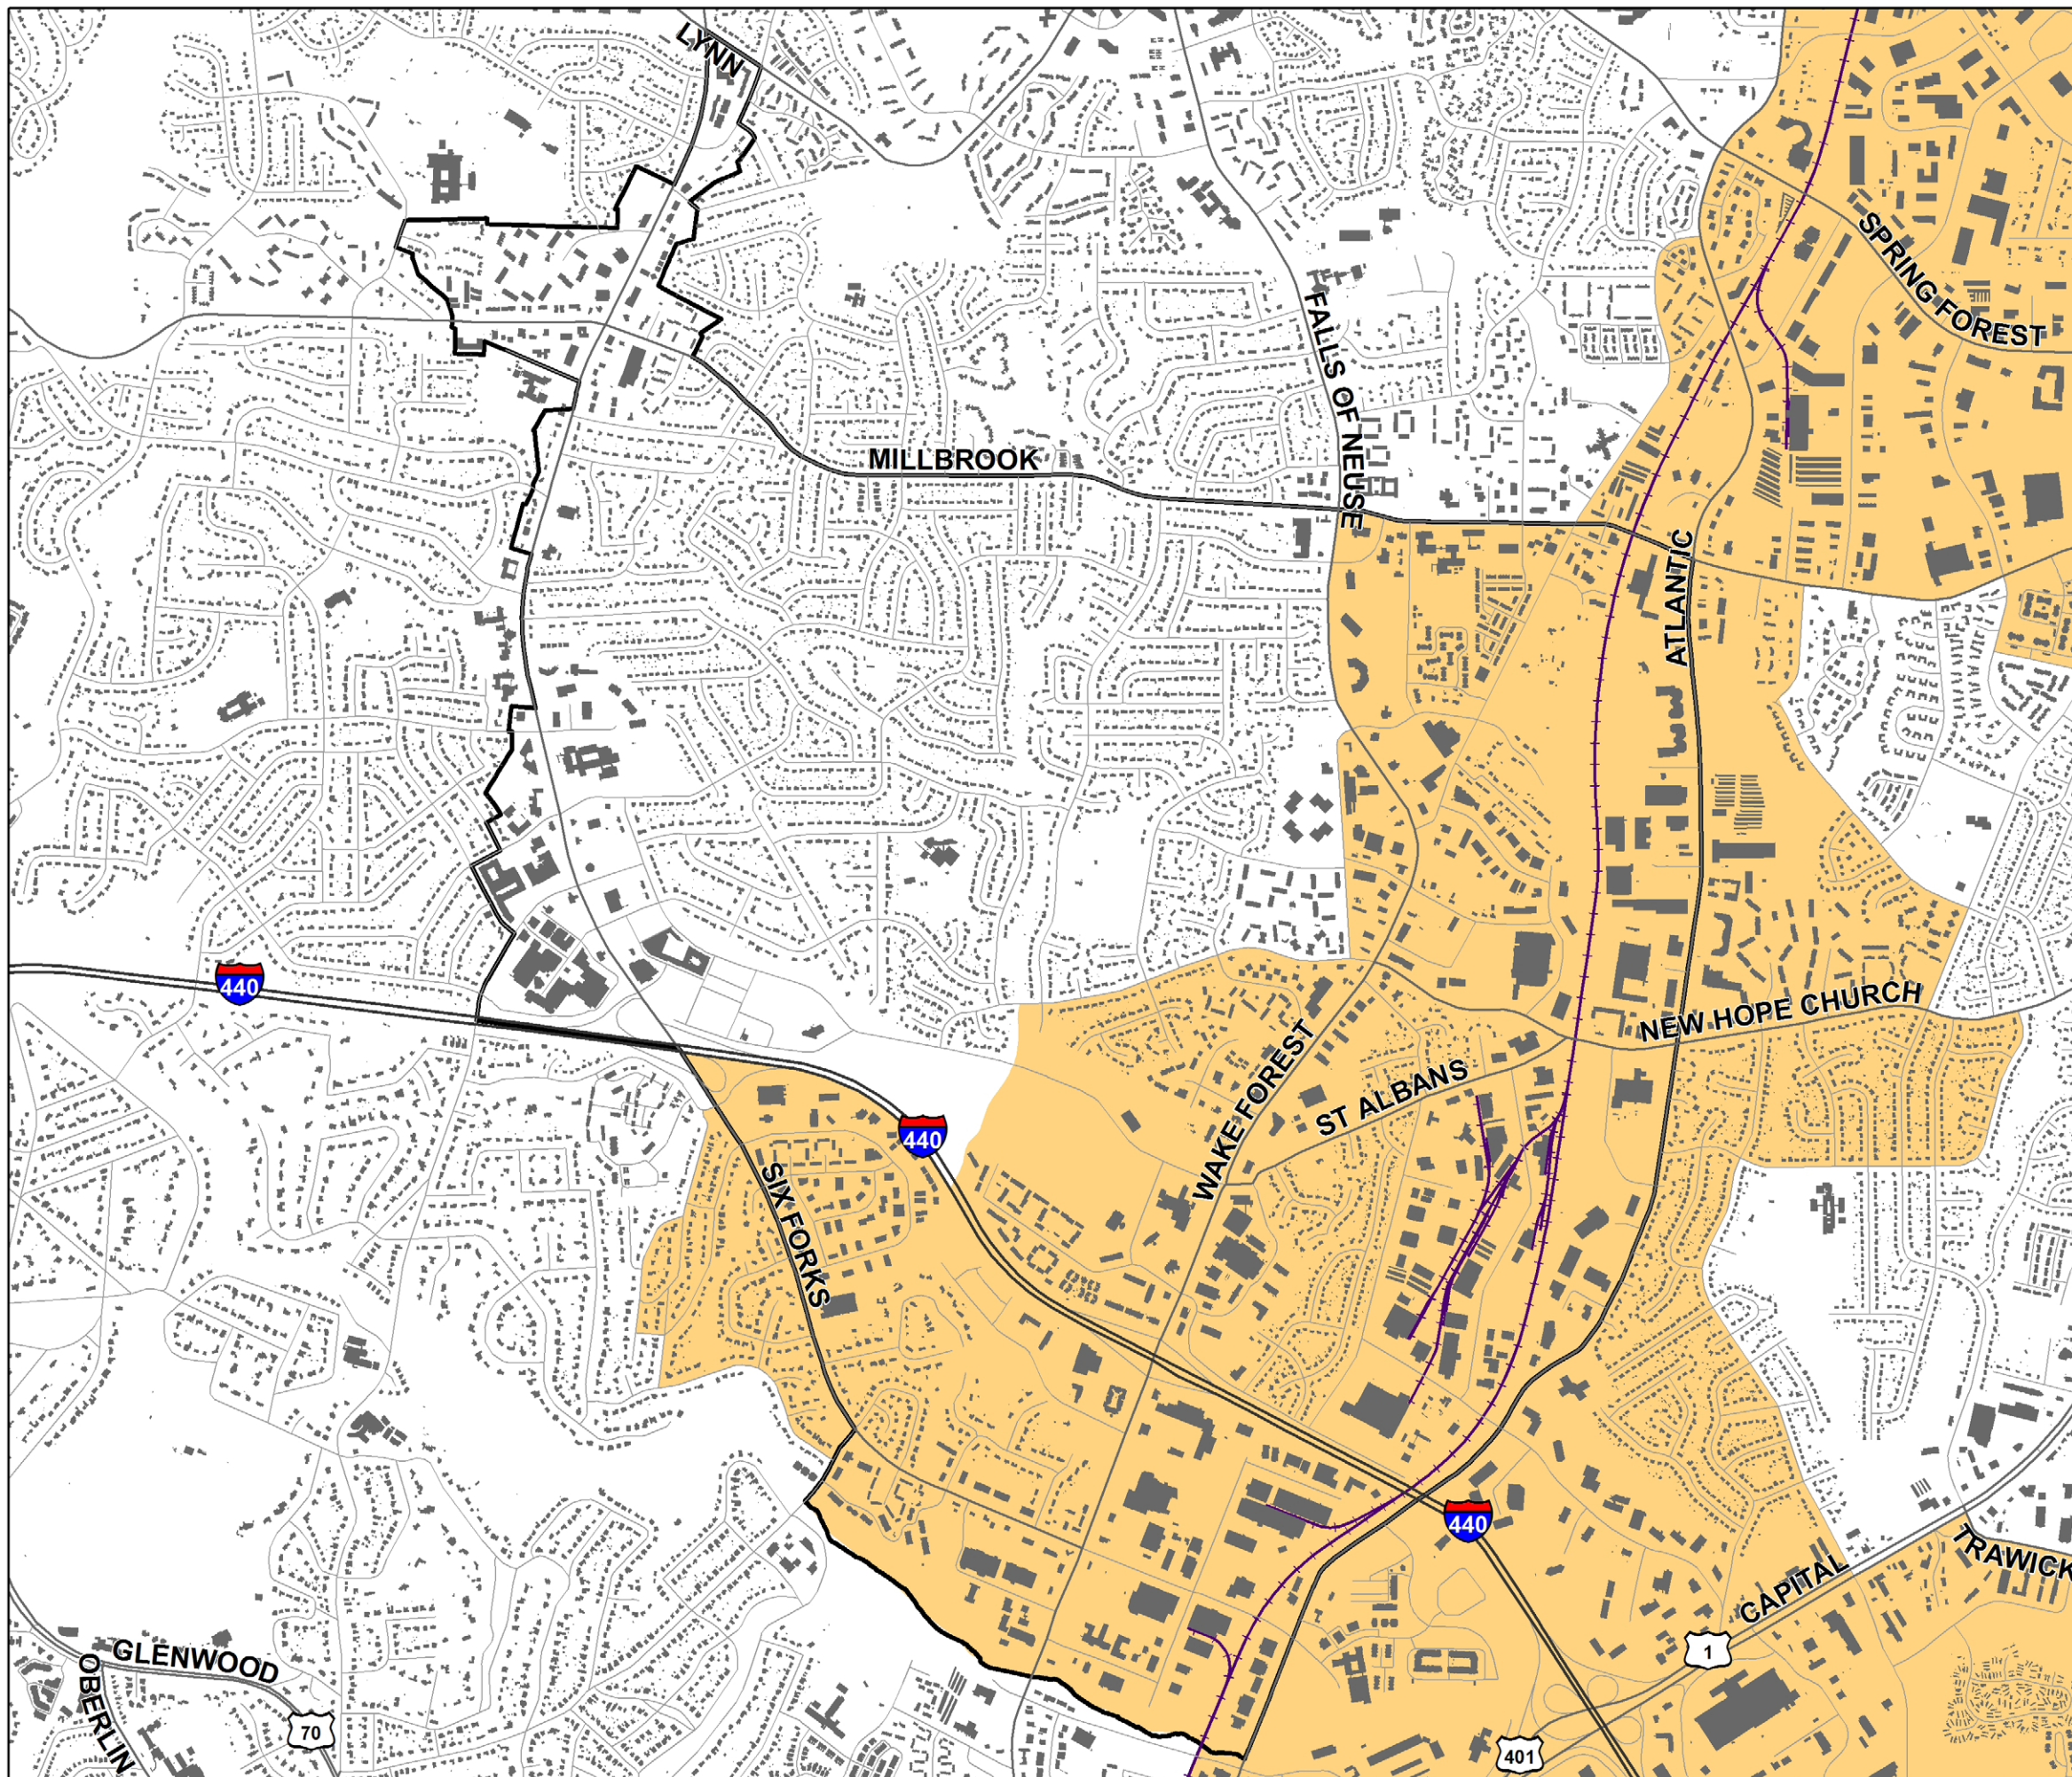 LYNN
SPRING FOREST
FALLS OF NEUSE
MILLBROOK
ATLANTIC
440
NEW HOPE CHURCH
WAKE FOREST
ST ALBANS
440
SIX FORKS
440
CAPITAL
TRAWICK
1
GLENWOOD
OBERLIN
70
401